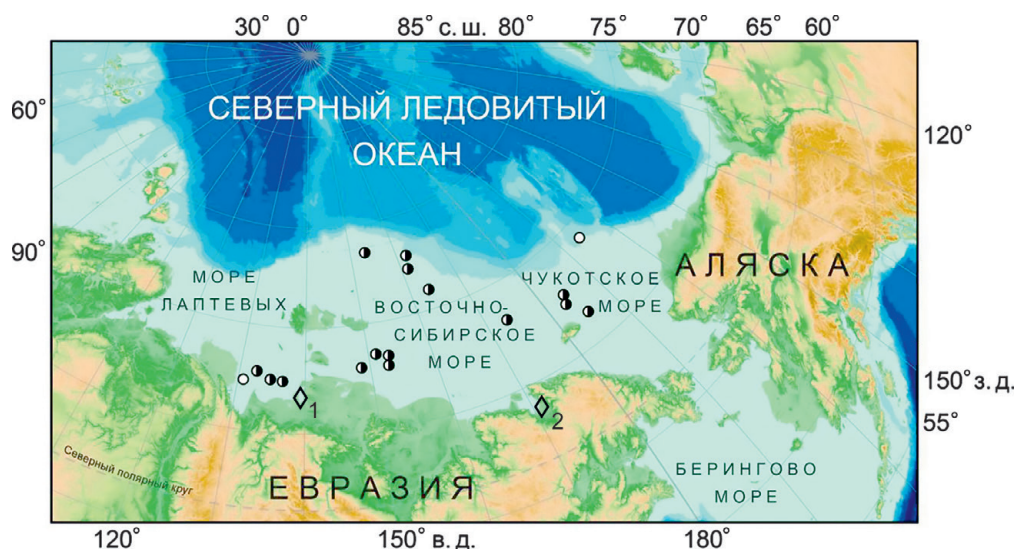 30° 0° 85° с. ш. 80° 75° 70° 65° 60°
60°
СЕВЕРНЫЙ ЛЕДОВИТЫЙ
ОКЕАН
120°
90°
МОРЕ
ЛАПТЕВЫХ
ЧУКОТСКОЕ
МОРЕ
АЛЯСКА
ВОСТОЧНО-
СИБИРСКОЕ
МОРЕ
150° з. д.
1
2
55°
Северный полярный
круг
ЕВРАЗИЯ
БЕРИНГОВО
МОРЕ
120° 150° в. д. 180°